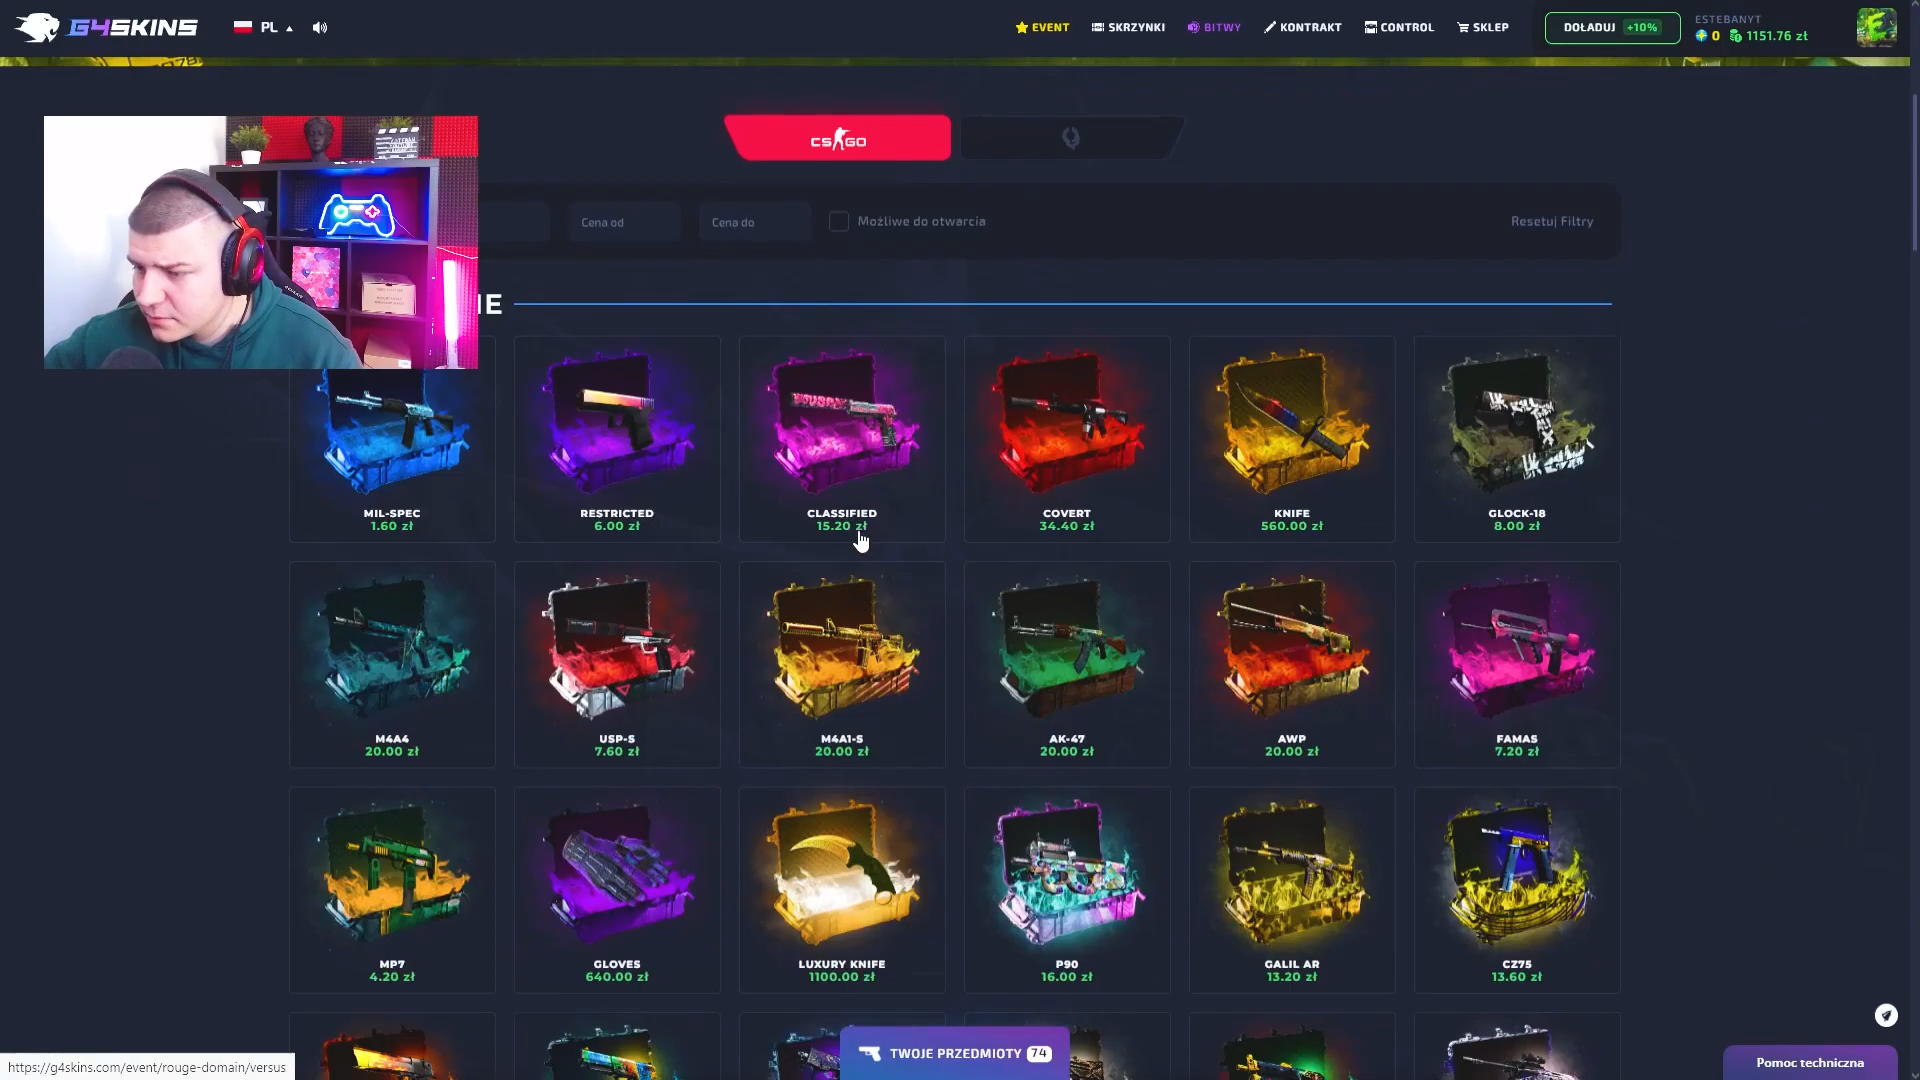 G4SKINS
PL
EVENT
SKRZYNKI
BITWY
KONTRAKT
CONTROL
SKLEP
DOŁADUJ +10%
ESTEBANYT
0 1151.76 zł
CS GO
Cena od
Cena do
Możliwe do otwarcia
Resetuj Filtry
NE
MIL-SPEC
1.60 zł
RESTRICTED
6.00 zł
CLASSIFIED
15.20 zł
COVERT
34.40 zł
KNIFE
560.00 zł
GLOCK-18
8.00 zł
M4A4
20.00 zł
USP-S
7.60 zł
M4A1-S
20.00 zł
AK-47
20.00 zł
AWP
20.00 zł
FAMAS
7.20 zł
MP7
4.20 zł
GLOVES
640.00 zł
LUXURY KNIFE
1100.00 zł
P90
16.00 zł
GALIL AR
13.20 zł
CZ75
13.60 zł
TWOJE PRZEDMIOTY 74
Pomoc techniczna
https://g4skins.com/event/rouge-domain/versus